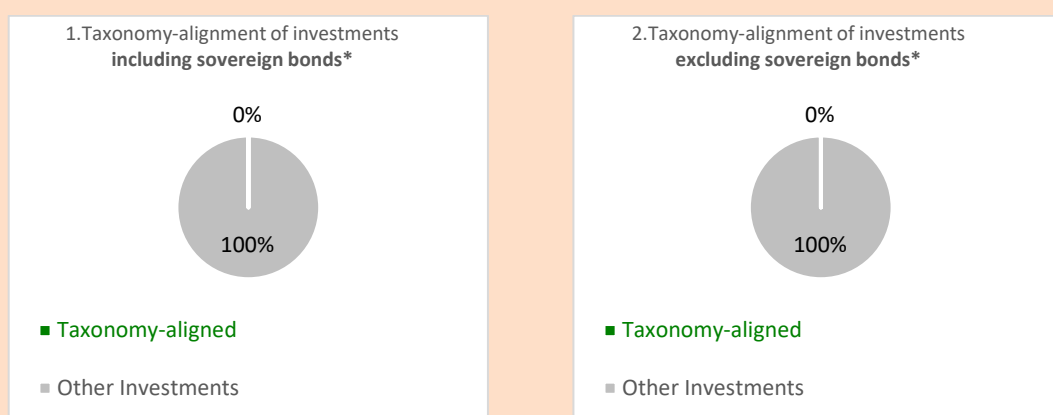 1.Taxonomy-alignment of investments
including sovereign bonds*
0%
100%
Taxonomy-aligned
Other Investments
2.Taxonomy-alignment of investments
excluding sovereign bonds*
0%
100%
Taxonomy-aligned
Other Investments